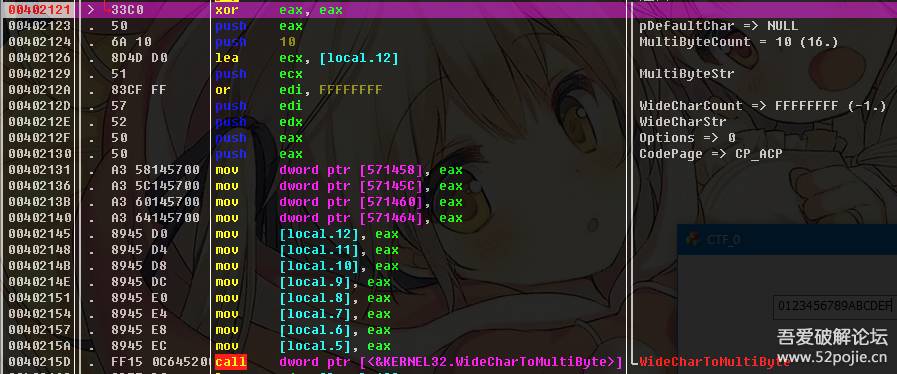 00402121 > 33C0 xor eax, eax
00402123 . 50 push eax pDefaultChar => NULL
00402124 . 6A 10 push 10 MultiByteCount = 10 (16.)
00402126 . 8D4D D0 lea ecx, [local.12]
00402129 . 51 push ecx MultiByteStr
0040212A . 83CF FF or edi, FFFFFFFF
0040212D . 57 push edi WideCharCount => FFFFFFFF (-1.)
0040212E . 52 push edx WideCharStr
0040212F . 50 push eax Options => 0
00402130 . 50 push eax CodePage => CP_ACP
00402131 . A3 58145700 mov dword ptr [571458], eax
00402136 . A3 5C145700 mov dword ptr [57145C], eax
0040213B . A3 60145700 mov dword ptr [571460], eax
00402140 . A3 64145700 mov dword ptr [571464], eax
00402145 . 8945 D0 mov [local.12], eax
00402148 . 8945 D4 mov [local.11], eax
0040214B . 8945 D8 mov [local.10], eax
0040214E . 8945 DC mov [local.9], eax
00402151 . 8945 E0 mov [local.8], eax
00402154 . 8945 E4 mov [local.7], eax
00402157 . 8945 E8 mov [local.6], eax
0040215A . 8945 EC mov [local.5], eax
0040215D . FF15 0C645200 call dword ptr [<&KERNEL32.WideCharToMultiByte>] WideCharToMultiByte
CTF_0
0123456789ABCDEF
吾爱破解论坛
www.52pojie.cn